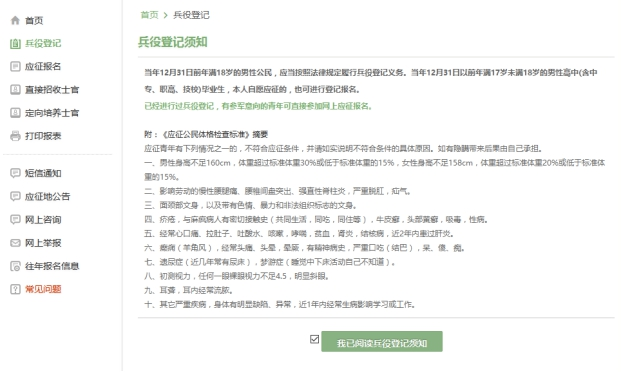 首页
兵役登记
应征报名
直接招收士官
定向培养士官
打印报表
短信通知
应征地公告
网上咨询
网上举报
往年报名信息
常见问题
首页 > 兵役登记
兵役登记须知
当年12月31日前年满18岁的男性公民，应当按照法律规定履行兵役登记义务。当年12月31日以前年满17岁未满18岁的男性高中(含中
专、职高、技校)毕业生，本人自愿应征的，也可进行登记报名。
已经进行过兵役登记，有参军意向的青年可直接参加网上应征报名。
附：《应征公民体格检查标准》摘要
应征青年有下列情况之一的，不符合应征条件，并请如实说明不符合条件的具体原因。如有隐瞒带来后果由自己承担。
一、男性身高不足160cm，体重超过标准体重30%或低于标准体重的15%，女性身高不足158cm，体重超过标准体重20%或低于标准体
重的15%。
二、影响劳动的慢性腰腿痛、腰椎间盘突出、强直性脊柱炎，严重脱肛，疝气。
三、面颈部文身，以及带有色情、暴力和非法组织标志的文身。
四、疥疮，与麻疯病人有密切接触史（共同生活，同吃，同住等），牛皮癣，头部黄癣，吸毒，性病。
五、经常心口痛、拉肚子、吐酸水、咳嗽，哮喘，贫血，肾炎，结核病，近2年内患过肝炎。
六、癫痫（羊角风），经常头痛、头晕，晕厥，有精神病史，严重口吃（结巴），呆、傻、痴。
七、遗尿症（近几年常有尿床），梦游症（睡觉中下床活动自己不知道）。
八、初测视力，任何一眼裸眼视力不足4.5，明显斜眼。
九、耳聋，耳内经常流脓。
十、其它严重疾病，身体有明显缺陷、异常，近1年内经常生病影响学习或工作。
我已阅读兵役登记须知